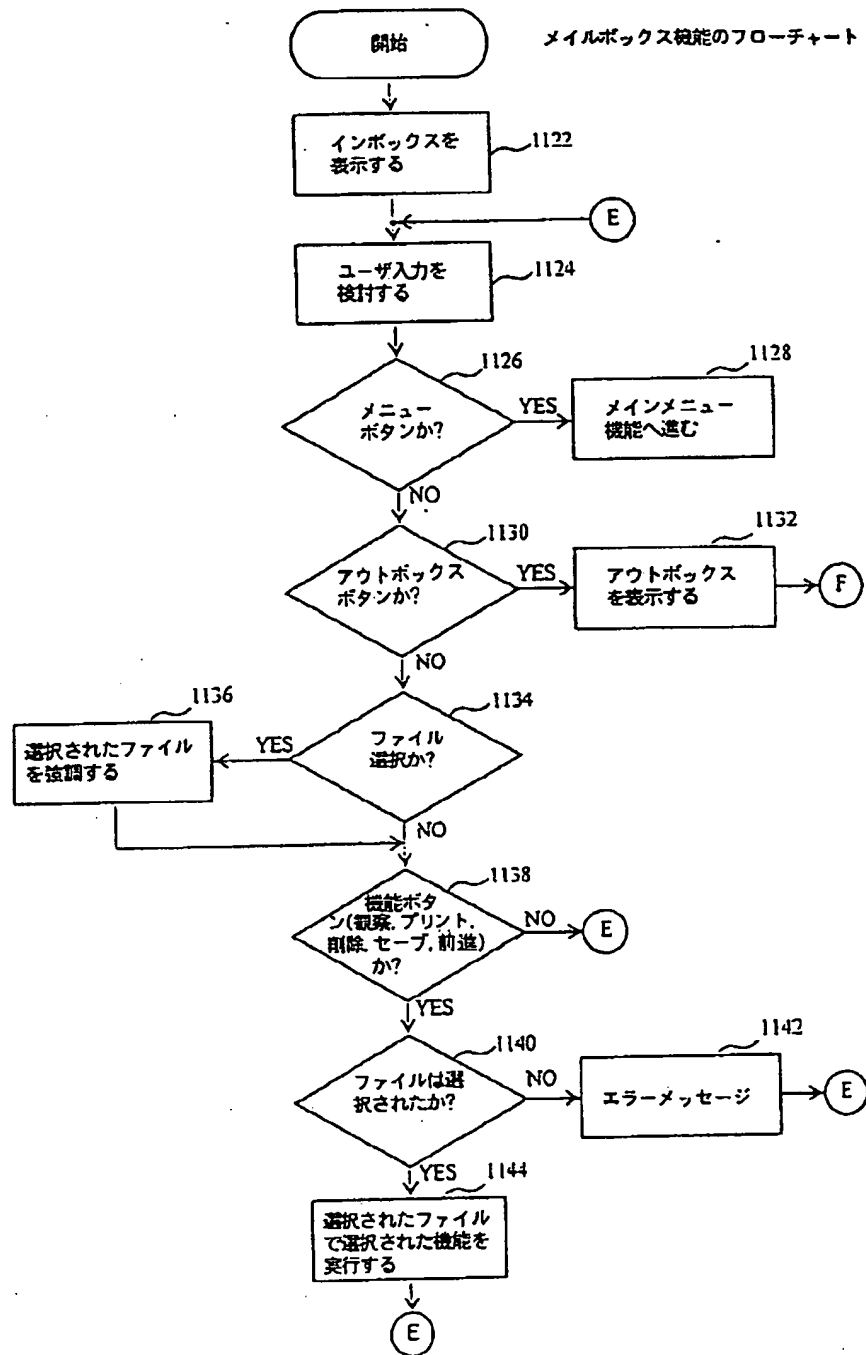 メイルボックス機能のフローチャート
開始
インボックスを
表示する
1122
E
ユーザ入力を
検討する
1124
1126
メニュー
ボタンか?
YES
1128
メインメニュー
機能へ進む
NO
1130
アウトボックス
ボタンか?
YES
1132
アウトボックス
を表示する
F
NO
1134
ファイル
選択か?
YES
1136
選択されたファイル
を強調する
NO
1138
機能ボタ
ン(観察,プリント,
削除,セーブ,前進)
か?
NO
E
YES
1140
ファイルは選
択されたか?
NO
1142
エラーメッセージ
E
YES
1144
選択されたファイル
で選択された機能を
実行する
E